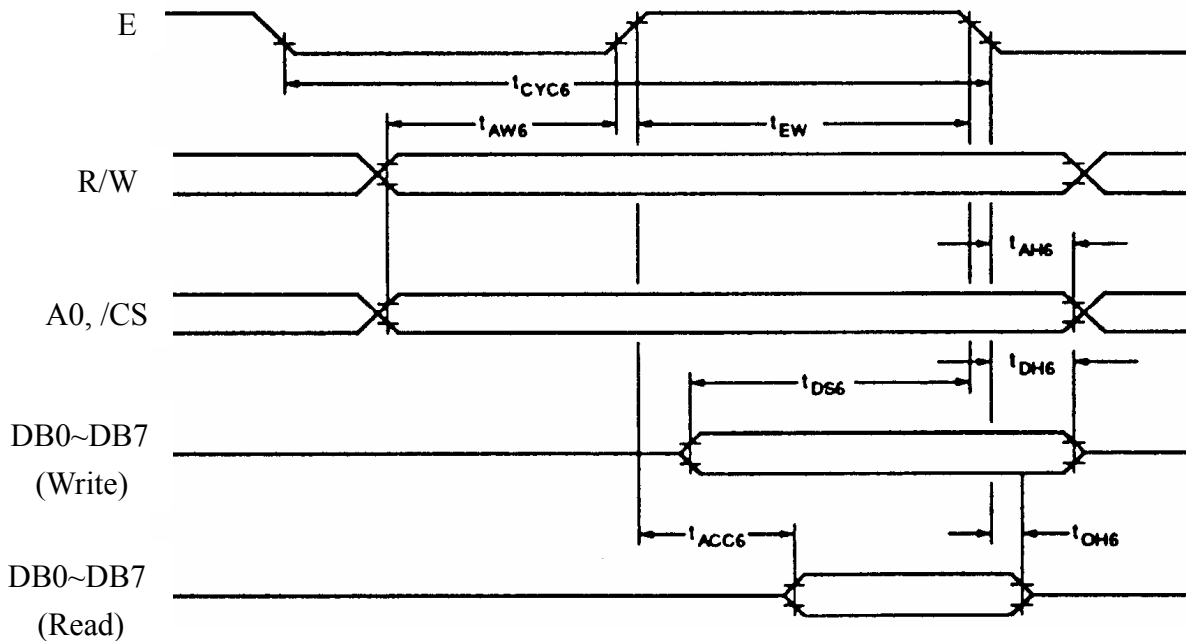 E
tCYC6
tAW6
tEW
R/W
tAH6
A0, /CS
tDH6
tDS6
DB0~DB7
(Write)
tACC6
tOH6
DB0~DB7
(Read)